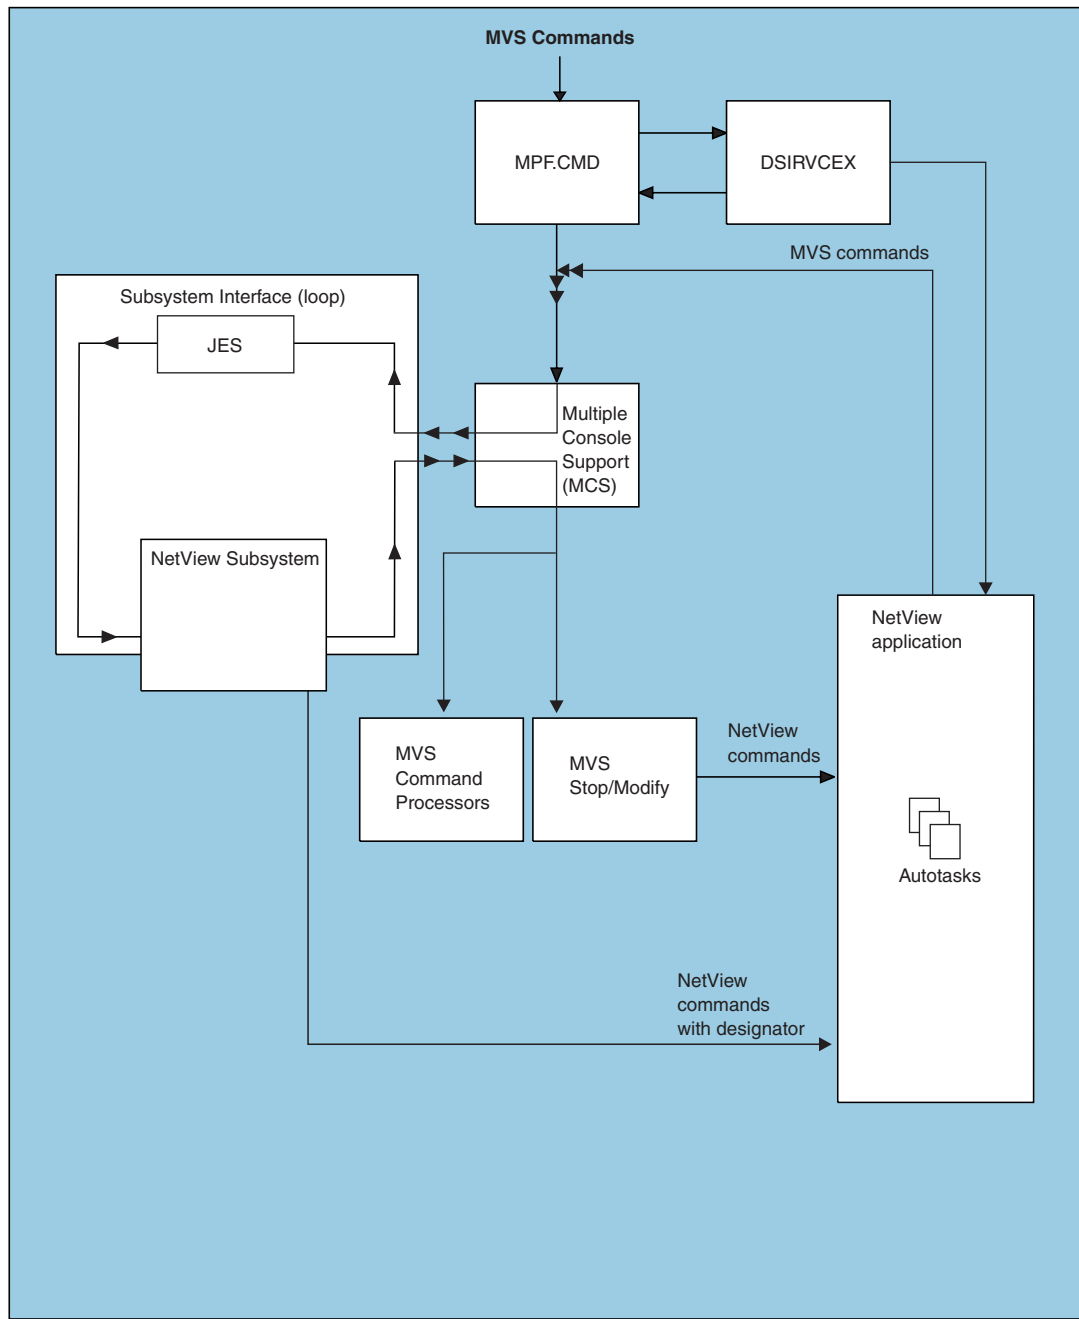 MVS Commands
MPF.CMD
DSIRVCEX
MVS commands
Subsystem Interface (loop)
JES
Multiple
Console
Support
(MCS)
NetView Subsystem
NetView
application
MVS
Command
Processors
MVS
Stop/Modify
NetView
commands
Autotasks
NetView
commands
with designator